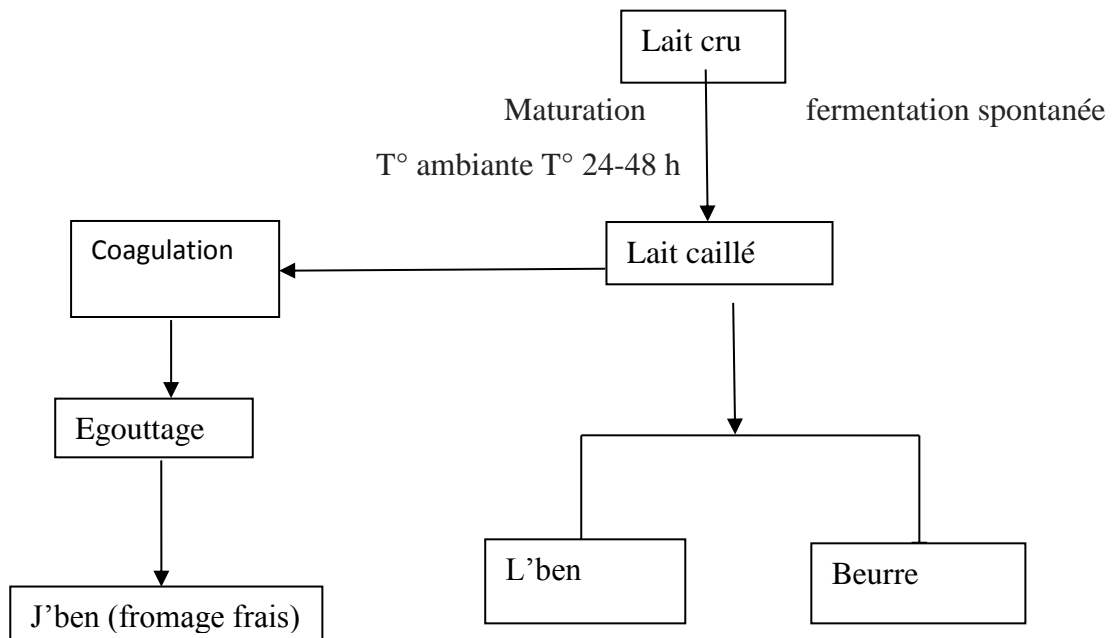 Lait cru
Maturation fermentation spontanée
T° ambiante T° 24-48 h
Coagulation
Lait caillé
Egouttage
L’ben
Beurre
J’ben (fromage frais)